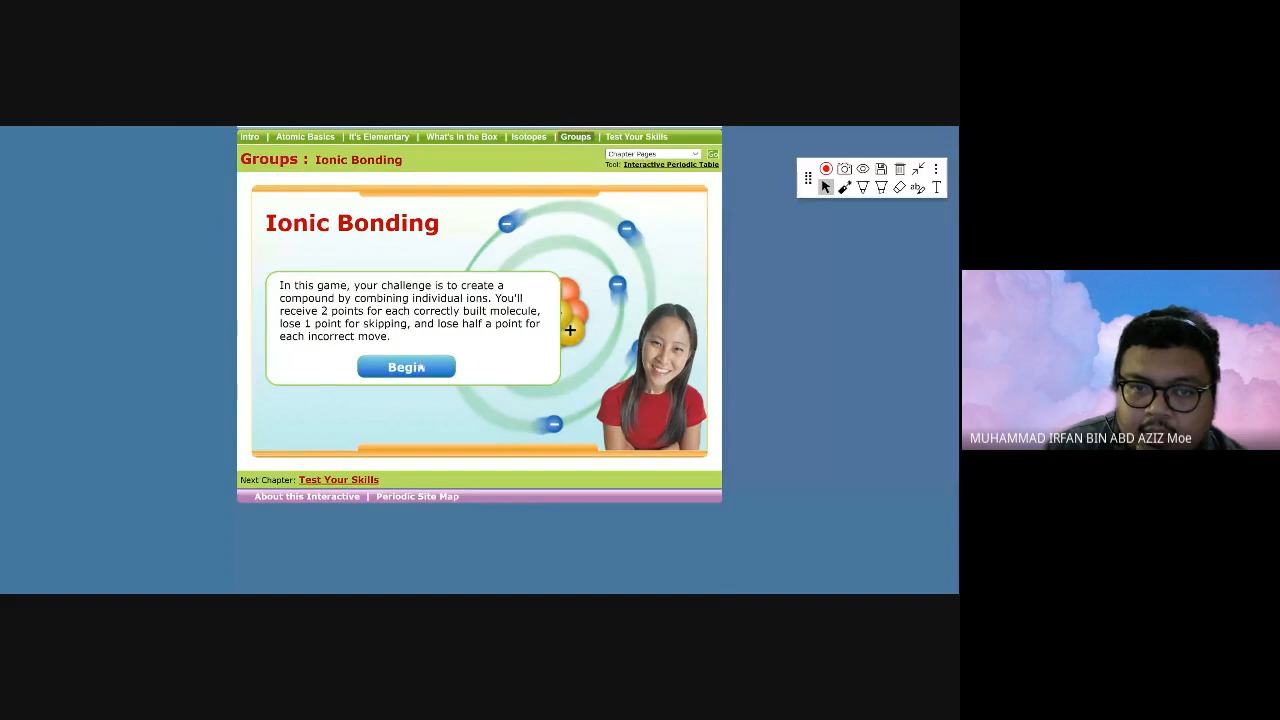 Intro | Atomic Basics | It's Elementary | What's in the Box | Isotopes | Groups | Test Your Skills
Groups : Ionic Bonding
Chapter Pages
Tool: Interactive Periodic Table
Ionic Bonding
In this game, your challenge is to create a
compound by combining individual ions. You'll
receive 2 points for each correctly built molecule,
lose 1 point for skipping, and lose half a point for
each incorrect move.
Begin
+
Next Chapter: Test Your Skills
About this Interactive | Periodic Site Map
MUHAMMAD IRFAN BIN ABD AZIZ Moe